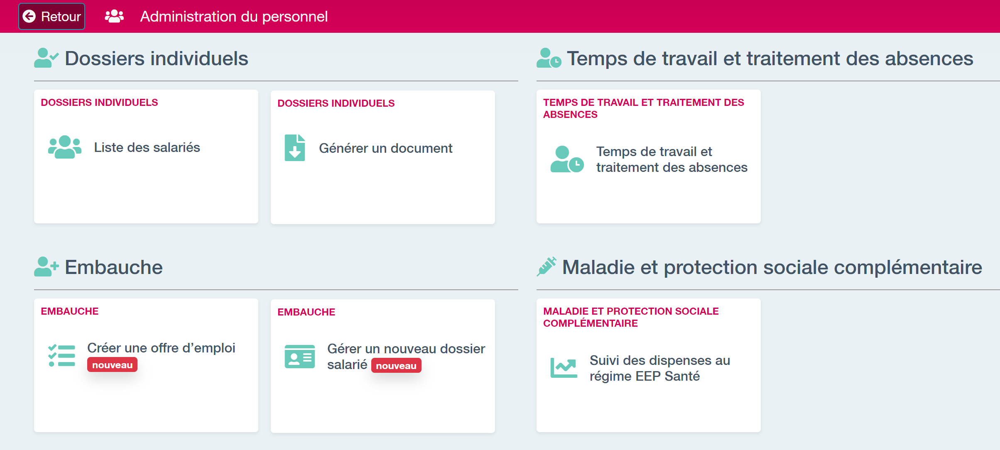 Retour
Administration du personnel
Dossiers individuels
DOSSIERS INDIVIDUELS
Liste des salariés
DOSSIERS INDIVIDUELS
Générer un document
Temps de travail et traitement des absences
TEMPS DE TRAVAIL ET TRAITEMENT DES
ABSENCES
Temps de travail et
traitement des absences
Embauche
EMBAUCHE
Créer une offre d’emploi
nouveau
EMBAUCHE
Gérer un nouveau dossier
salarié nouveau
Maladie et protection sociale complémentaire
MALADIE ET PROTECTION SOCIALE
COMPLÉMENTAIRE
Suivi des dispenses au
régime EEP Santé